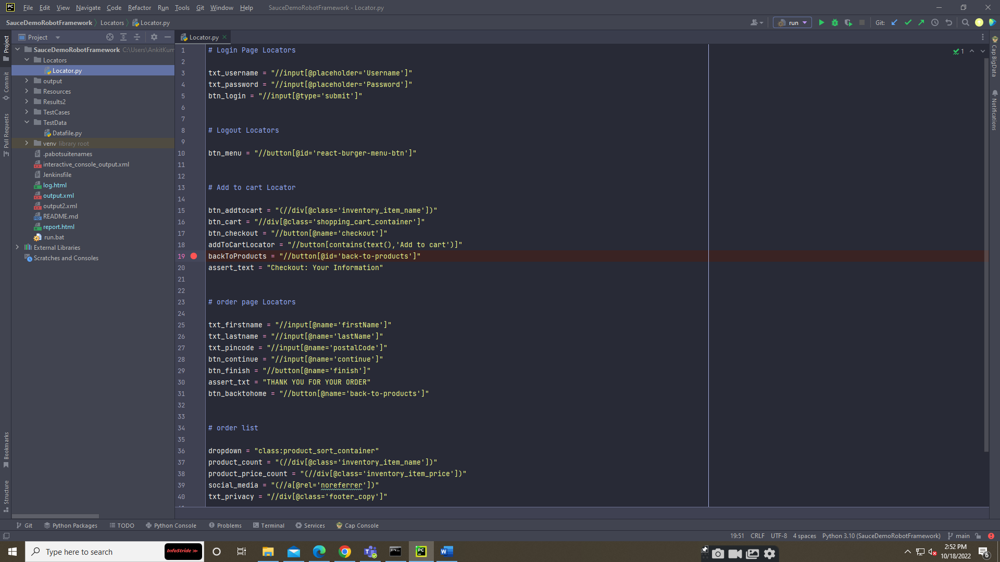 PC File Edit View Navigate Code Refactor Run Tools Git Window Help SauceDemoRobotFramework - Locator.py
SauceDemoRobotFramework Locators Locator.py run Git:
Project
Locator.py
Project
Commit
Pull Requests
Bookmarks
Structure
SauceDemoRobotFramework C:\Users\AnkitKum
Locators
Locator.py
output
Resources
Results2
TestCases
TestData
Datafile.py
venv library root
.pabotsuitenames
interactive_console_output.xml
Jenkinsfile
log.html
output.xml
output2.xml
README.md
report.html
run.bat
External Libraries
Scratches and Consoles
1 # Login Page Locators
2
3 txt_username = "//input[@placeholder='Username']"
4 txt_password = "//input[@placeholder='Password']"
5 btn_login = "//input[@type='submit']"
6
7
8 # Logout Locators
9
10 btn_menu = "//button[@id='react-burger-menu-btn']"
11
12
13 # Add to cart Locator
14
15 btn_addtocart = "(//div[@class='inventory_item_name'])"
16 btn_cart = "//div[@class='shopping_cart_container']"
17 btn_checkout = "//button[@name='checkout']"
18 addToCartLocator = "//button[contains(text(),'Add to cart')]"
19 backToProducts = "//button[@id='back-to-products']"
20 assert_text = "Checkout: Your Information"
21
22
23 # order page Locators
24
25 txt_firstname = "//input[@name='firstName']"
26 txt_lastname = "//input[@name='lastName']"
27 txt_pincode = "//input[@name='postalCode']"
28 btn_continue = "//input[@name='continue']"
29 btn_finish = "//button[@name='finish']"
30 assert_txt = "THANK YOU FOR YOUR ORDER"
31 btn_backtohome = "//button[@name='back-to-products']"
32
33
34 # order list
35
36 dropdown = "class:product_sort_container"
37 product_count = "(//div[@class='inventory_item_name'])"
38 product_price_count = "(//div[@class='inventory_item_price'])"
39 social_media = "(//a[@rel='noreferrer'])"
40 txt_privacy = "//div[@class='footer_copy']"
1
Cap BigData
Notifications
Git Python Packages TODO Python Console Problems Terminal Services Cap Console
19:51 CRLF UTF-8 4 spaces Python 3.10 (SauceDemoRobotFramework) main
Type here to search InfoStride
2:52 PM
10/18/2022
6